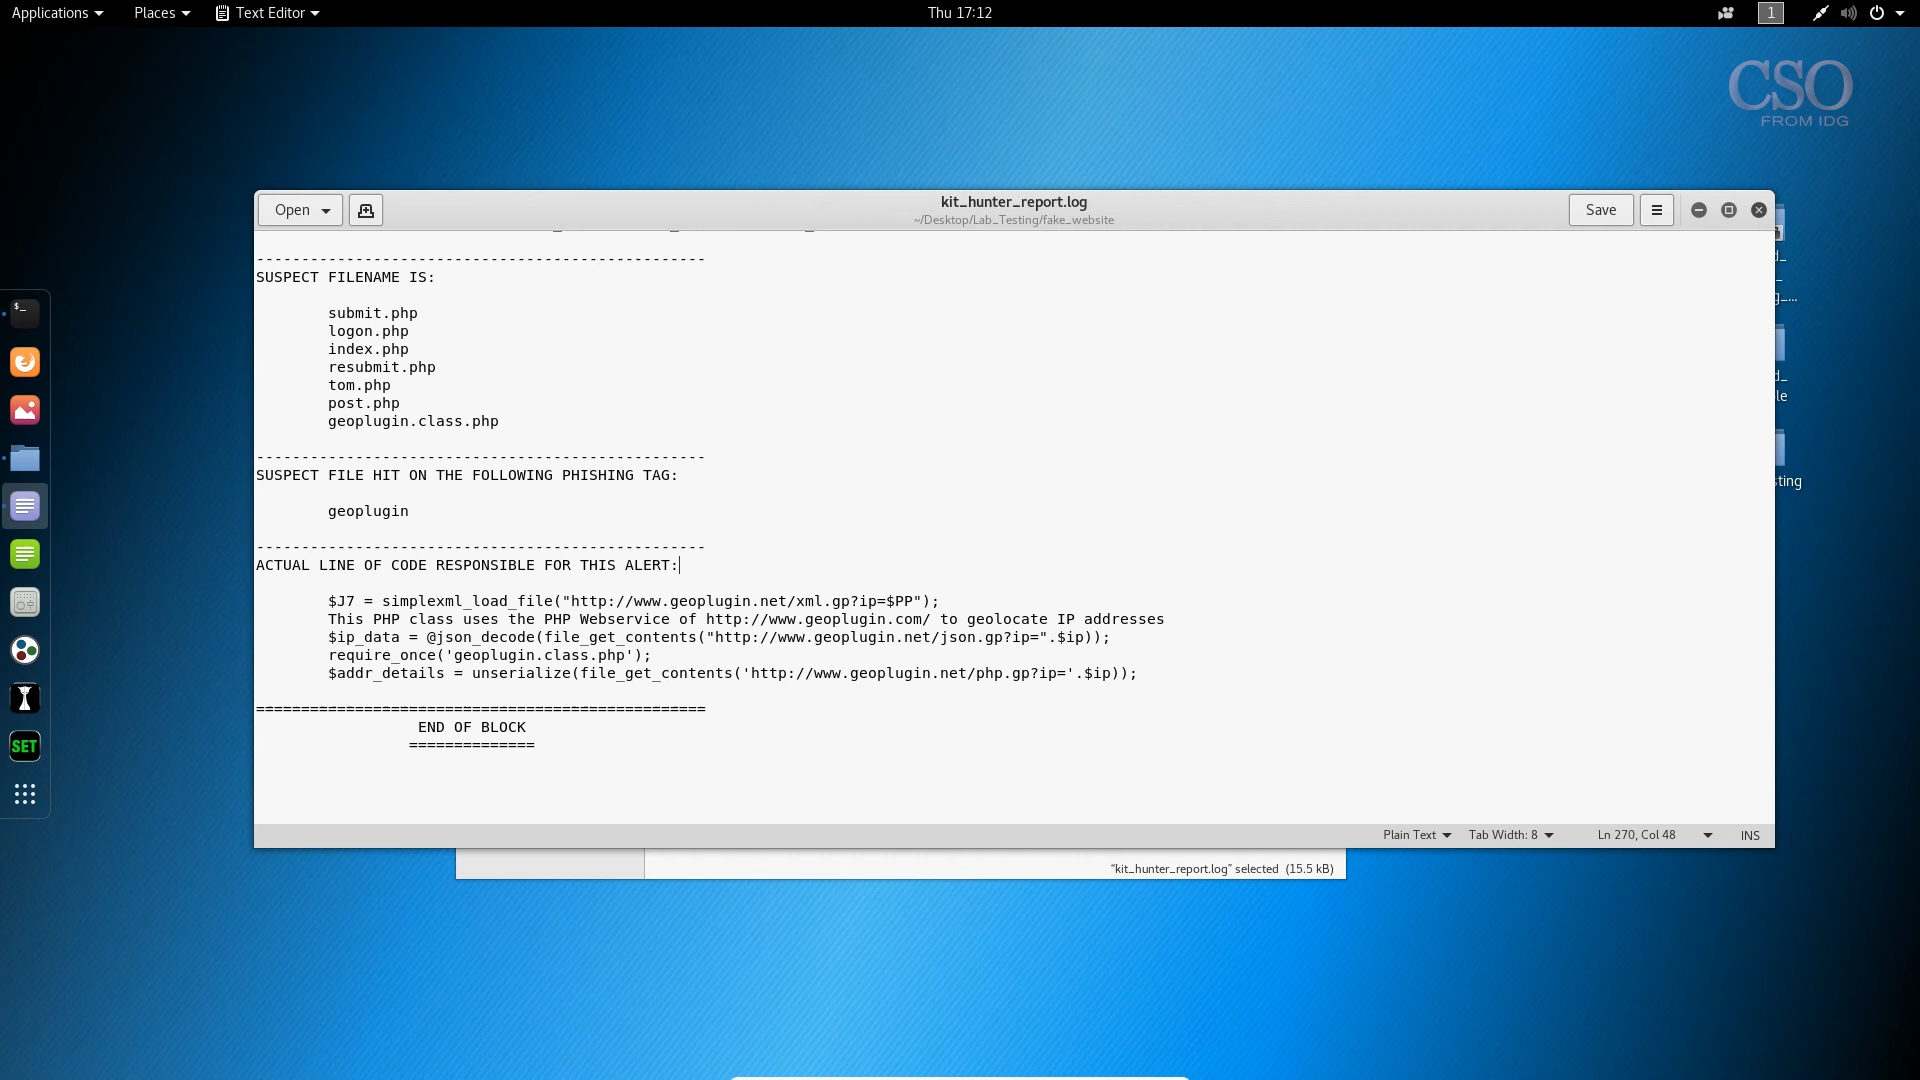 Applications Places Text Editor Thu 17:12 1
CSO
FROM IDG
Open kit_hunter_report.log Save
~/Desktop/Lab_Testing/fake_website
-------------------------------------------------- 
SUSPECT FILENAME IS:
submit.php
logon.php
index.php
resubmit.php
tom.php
post.php
geoplugin.class.php
--------------------------------------------------
SUSPECT FILE HIT ON THE FOLLOWING PHISHING TAG:
geoplugin
--------------------------------------------------
ACTUAL LINE OF CODE RESPONSIBLE FOR THIS ALERT:
$J7 = simplexml_load_file("http://www.geoplugin.net/xml.gp?ip=$PP");
This PHP class uses the PHP Webservice of http://www.geoplugin.com/ to geolocate IP addresses
$ip_data = @json_decode(file_get_contents("http://www.geoplugin.net/json.gp?ip=".$ip));
require_once('geoplugin.class.php');
$addr_details = unserialize(file_get_contents('http://www.geoplugin.net/php.gp?ip='.$ip));
==================================================
END OF BLOCK
==============
Plain Text Tab Width: 8 Ln 270, Col 48 INS
"kit_hunter_report.log" selected (15.5 kB)
$_
SET